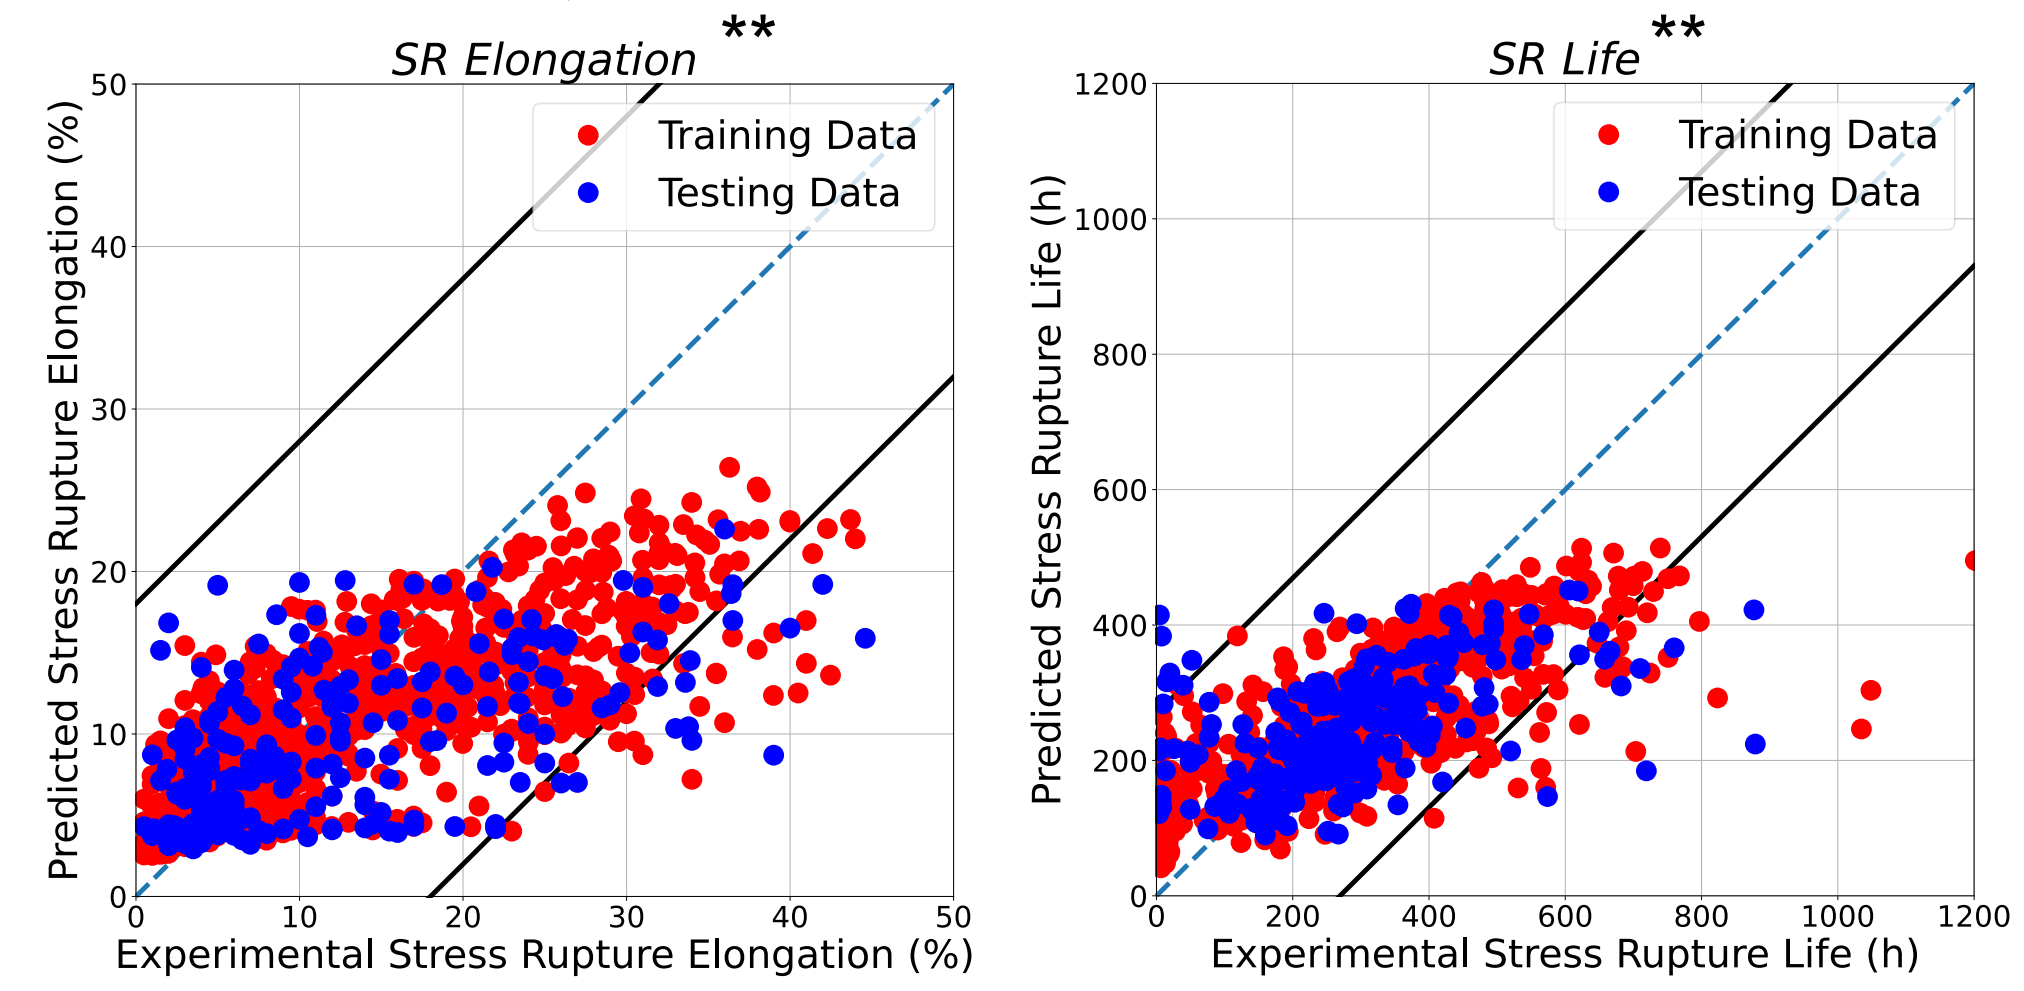 SR Elongation **
50
40
30
20
10
0
Predicted Stress Rupture Elongation (%)
Training Data
Testing Data
0 10 20 30 40 50
Experimental Stress Rupture Elongation (%)
SR Life **
1200
1000
800
600
400
200
0
Predicted Stress Rupture Life (h)
Training Data
Testing Data
0 200 400 600 800 1000 1200
Experimental Stress Rupture Life (h)